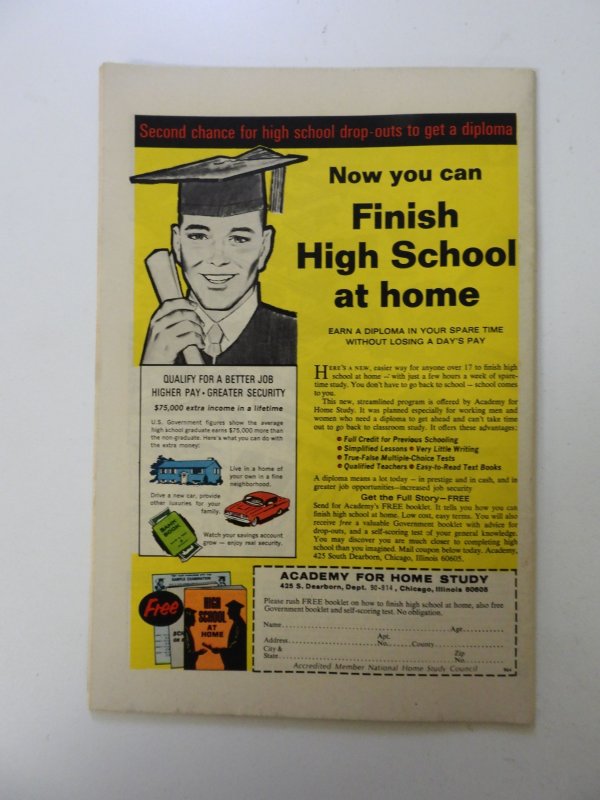 Second chance for high school drop-outs to get a diploma
Now you can
Finish
High School
at home
EARN A DIPLOMA IN YOUR SPARE TIME
WITHOUT LOSING A DAY'S PAY
HERE'S A NEW, easier way for anyone over 17 to finish high
school at home — with just a few hours a week of spare-
time study. You don't have to go back to school — school comes
to you.
This new, streamlined program is offered by Academy for
Home Study. It was planned especially for working men and
women who need a diploma to get ahead and can't take time
out to go back to classroom study. It offers these advantages:
• Full Credit for Previous Schooling
• Simplified Lessons • Very Little Writing
• True-False Multiple-Choice Tests
• Qualified Teachers • Easy-to-Read Text Books
A diploma means a lot today — in prestige and in cash, and in
greater job opportunities—increased job security
Get the Full Story—FREE
Send for Academy's FREE booklet. It tells you how you can
finish high school at home. Low cost, easy terms. You will also
receive free a valuable Government booklet with advice for
drop-outs, and a self-scoring test of your general knowledge.
You may discover you are much closer to completing high
school than you imagined. Mail coupon below today. Academy,
425 South Dearborn, Chicago, Illinois 60605.
QUALIFY FOR A BETTER JOB
HIGHER PAY • GREATER SECURITY
$75,000 extra income in a lifetime
U.S. Government figures show the average
high school graduate earns $75,000 more than
the non-graduate. Here's what you can do with
the extra money:
Live in a home of
your own in a fine
neighborhood.
Drive a new car, provide
other luxuries for your
family.
BANK
BOOK
Watch your savings account
grow — enjoy real security.
Free
SAMPLE EXAMINATION
HIGH
SCHOOL
AT
HOME
ACADEMY FOR HOME STUDY
425 S. Dearborn, Dept. 90-814, Chicago, Illinois 60605
Please rush FREE booklet on how to finish high school at home, also free
Government booklet and self-scoring test. No obligation.
Name Age
Address Apt. No. County
City & State Zip No.
Accredited Member National Home Study Council